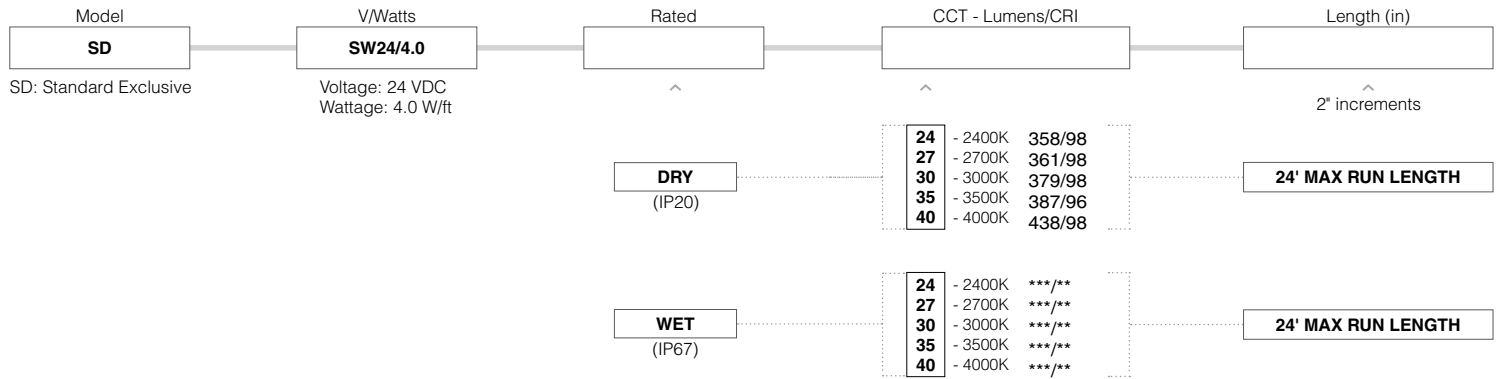 Model V/Watts Rated CCT - Lumens/CRI Length (in)
SD SW24/4.0
SD: Standard Exclusive Voltage: 24 VDC ^ ^ ^
Wattage: 4.0 W/ft 2" increments
24 - 2400K 358/98
27 - 2700K 361/98
DRY 30 - 3000K 379/98 24' MAX RUN LENGTH
(IP20) 35 - 3500K 387/96
40 - 4000K 438/98
24 - 2400K ***/**
27 - 2700K ***/**
WET 30 - 3000K ***/** 24' MAX RUN LENGTH
(IP67) 35 - 3500K ***/**
40 - 4000K ***/**